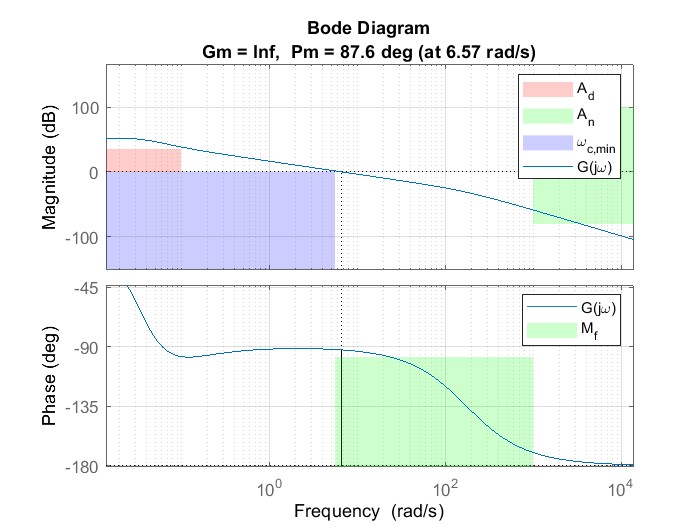 Bode Diagram
Gm = Inf,  Pm = 87.6 deg (at 6.57 rad/s)
Magnitude (dB)
100
0
-100
A_d
A_n
ω_c,min
G(jω)
Phase (deg)
-45
-90
-135
-180
G(jω)
M_f
10^0
10^2
10^4
Frequency  (rad/s)